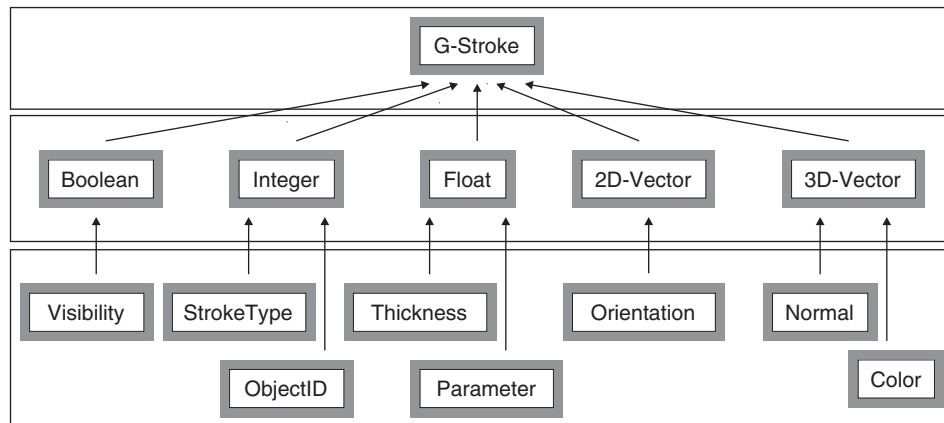 G-Stroke
Boolean
Integer
Float
2D-Vector
3D-Vector
Visibility
StrokeType
Thickness
Orientation
Normal
ObjectID
Parameter
Color